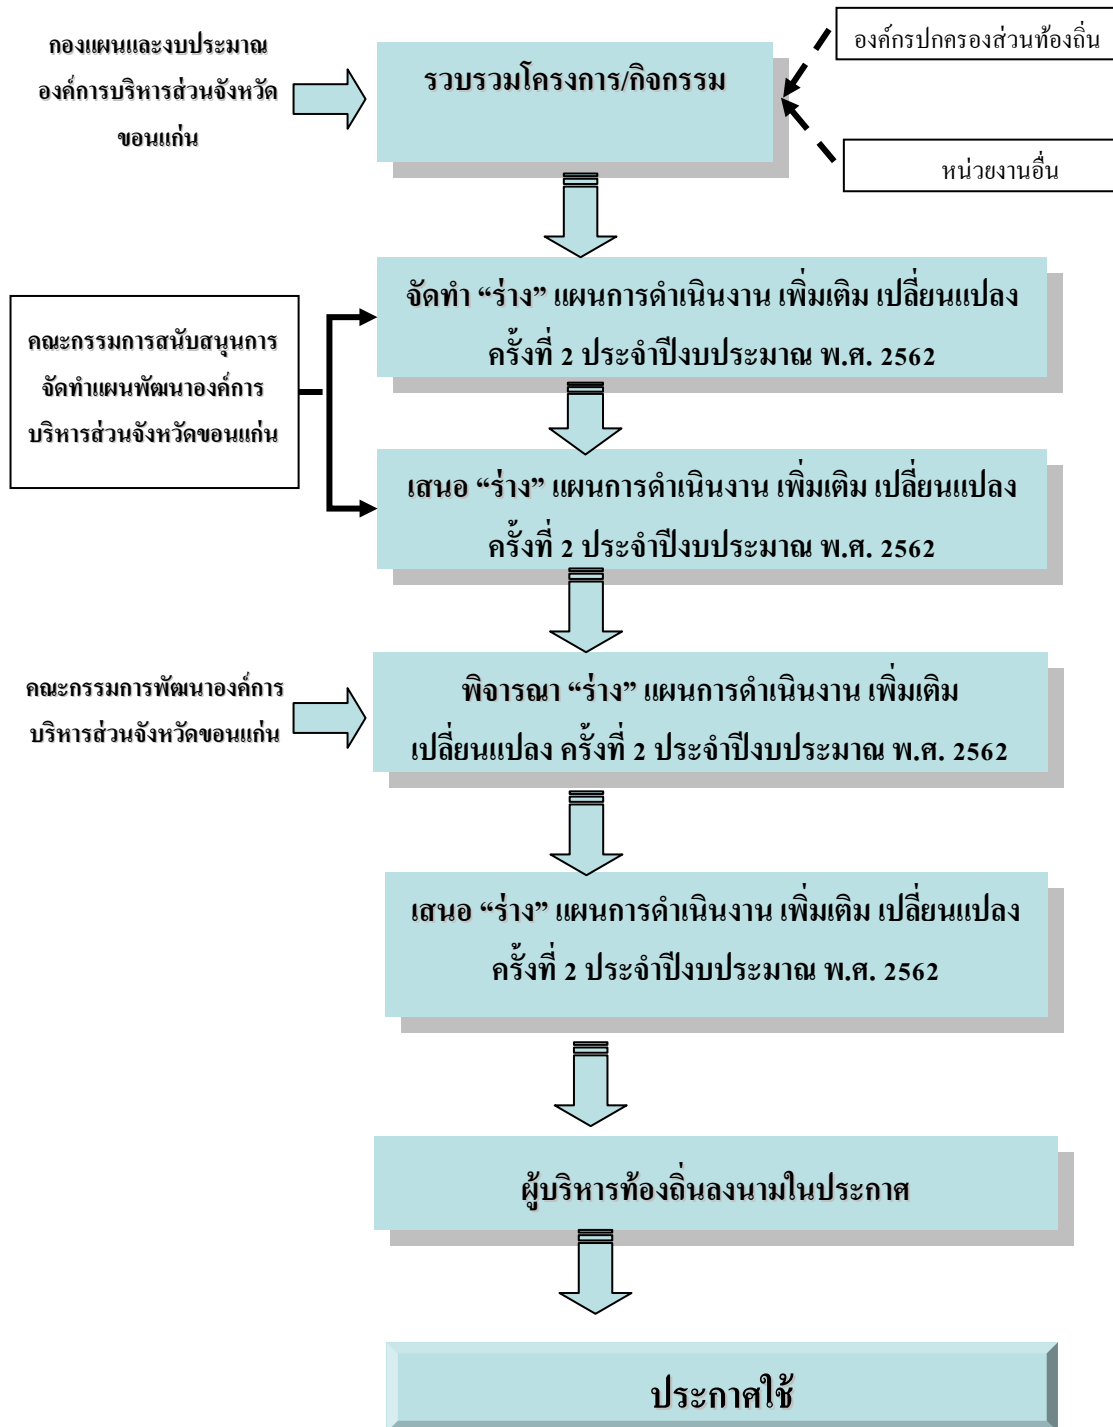 กองแผนและงบประมาณ
องค์การบริหารส่วนจังหวัด
ขอนแก่น
รวบรวมโครงการ/กิจกรรม
องค์กรปกครองส่วนท้องถิ่น
หน่วยงานอื่น
จัดทำ “ร่าง” แผนการดำเนินงาน เพิ่มเติม เปลี่ยนแปลง
ครั้งที่ 2 ประจำปีงบประมาณ พ.ศ. 2562
คณะกรรมการสนับสนุนการ
จัดทำแผนพัฒนาองค์การ
บริหารส่วนจังหวัดขอนแก่น
เสนอ “ร่าง” แผนการดำเนินงาน เพิ่มเติม เปลี่ยนแปลง
ครั้งที่ 2 ประจำปีงบประมาณ พ.ศ. 2562
คณะกรรมการพัฒนาองค์การ
บริหารส่วนจังหวัดขอนแก่น
พิจารณา “ร่าง” แผนการดำเนินงาน เพิ่มเติม
เปลี่ยนแปลง ครั้งที่ 2 ประจำปีงบประมาณ พ.ศ. 2562
เสนอ “ร่าง” แผนการดำเนินงาน เพิ่มเติม เปลี่ยนแปลง
ครั้งที่ 2 ประจำปีงบประมาณ พ.ศ. 2562
ผู้บริหารท้องถิ่นลงนามในประกาศ
ประกาศใช้